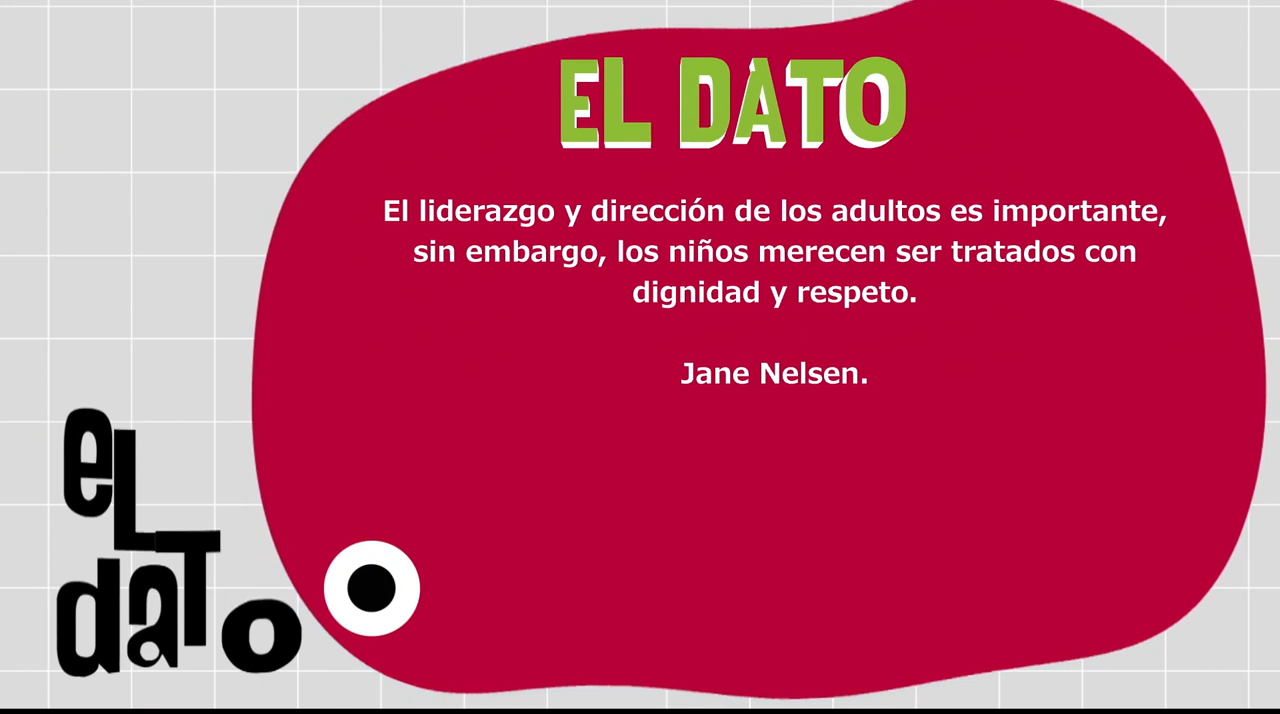 EL DATO
El liderazgo y dirección de los adultos es importante,
sin embargo, los niños merecen ser tratados con
dignidad y respeto.
Jane Nelsen.
eL
daTo